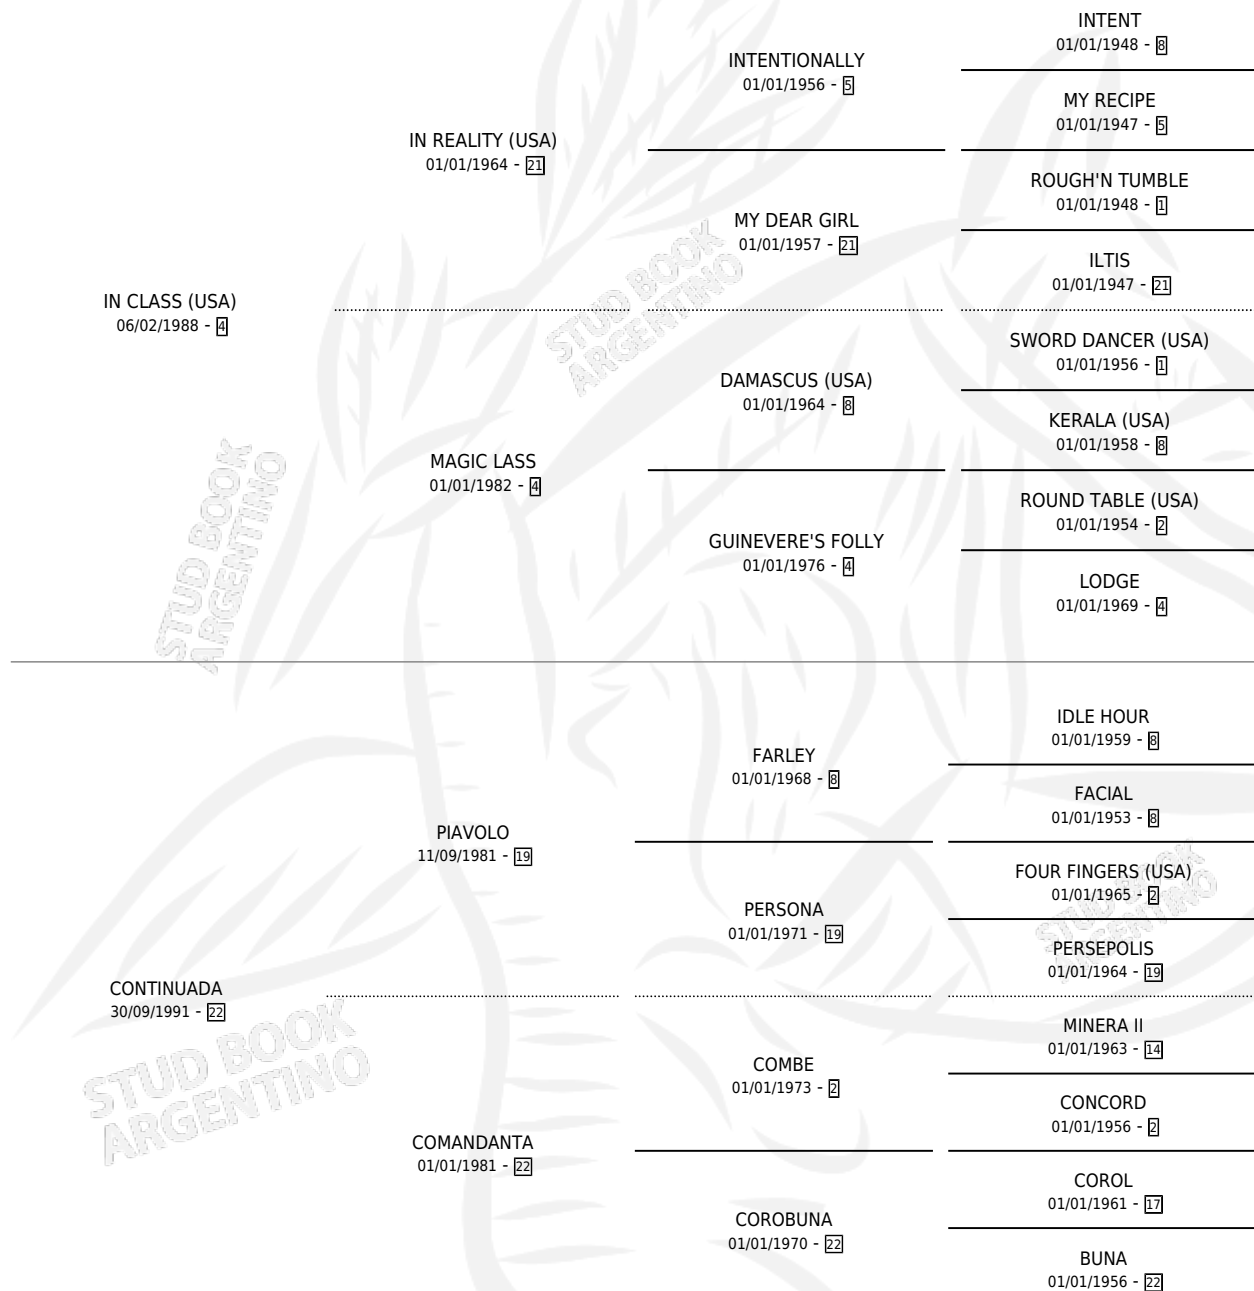 INTENT
01/01/1948 - 8
INTENTIONALLY
01/01/1956 - 5
MY RECIPE
01/01/1947 - 5
IN REALITY (USA)
01/01/1964 - 21
ROUGH'N TUMBLE
01/01/1948 - 1
MY DEAR GIRL
01/01/1957 - 21
ILTIS
01/01/1947 - 21
IN CLASS (USA)
06/02/1988 - 4
SWORD DANCER (USA)
01/01/1956 - 1
DAMASCUS (USA)
01/01/1964 - 8
KERALA (USA)
01/01/1958 - 8
MAGIC LASS
01/01/1982 - 4
ROUND TABLE (USA)
01/01/1954 - 2
GUINEVERE'S FOLLY
01/01/1976 - 4
LODGE
01/01/1969 - 4
IDLE HOUR
01/01/1959 - 8
FARLEY
01/01/1968 - 8
FACIAL
01/01/1953 - 8
PIAVOLO
11/09/1981 - 19
FOUR FINGERS (USA)
01/01/1965 - 2
PERSONA
01/01/1971 - 19
PERSEPOLIS
01/01/1964 - 19
CONTINUADA
30/09/1991 - 22
MINERA II
01/01/1963 - 14
COMBE
01/01/1973 - 2
CONCORD
01/01/1956 - 2
COMANDANTA
01/01/1981 - 22
COROL
01/01/1961 - 17
COROBUNA
01/01/1970 - 22
BUNA
01/01/1956 - 22
STUD BOOK
ARGENTINO
STUD BOOK
ARGENTINO
STUD BOOK
ARGENTINO
STUD BOOK
ARGENTINO